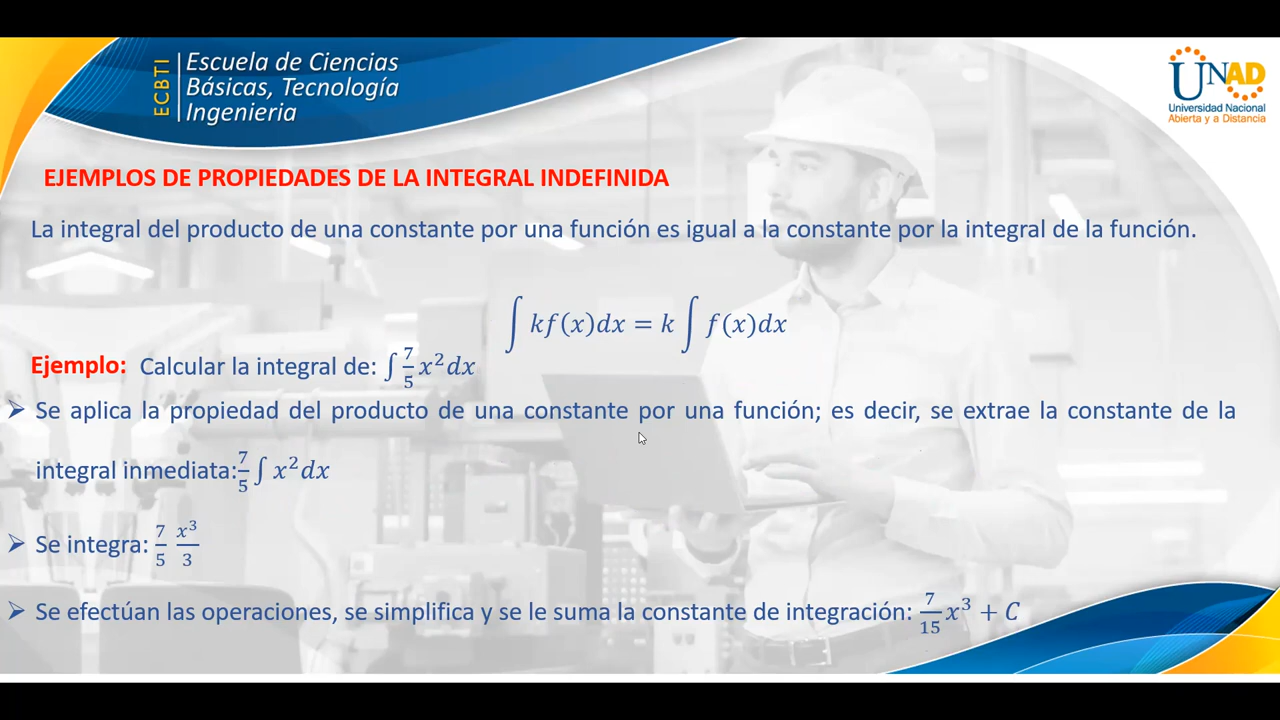 ECBTI
Escuela de Ciencias
Básicas, Tecnología
Ingenieria
UNAD
Universidad Nacional
Abierta y a Distancia
EJEMPLOS DE PROPIEDADES DE LA INTEGRAL INDEFINIDA
La integral del producto de una constante por una función es igual a la constante por la integral de la función.
∫ kf(x)dx = k ∫ f(x)dx
Ejemplo: Calcular la integral de: ∫ 7/5 x² dx
➢ Se aplica la propiedad del producto de una constante por una función; es decir, se extrae la constante de la
integral inmediata: 7/5 ∫ x² dx
➢ Se integra: 7/5 x³/3
➢ Se efectúan las operaciones, se simplifica y se le suma la constante de integración: 7/15 x³ + C